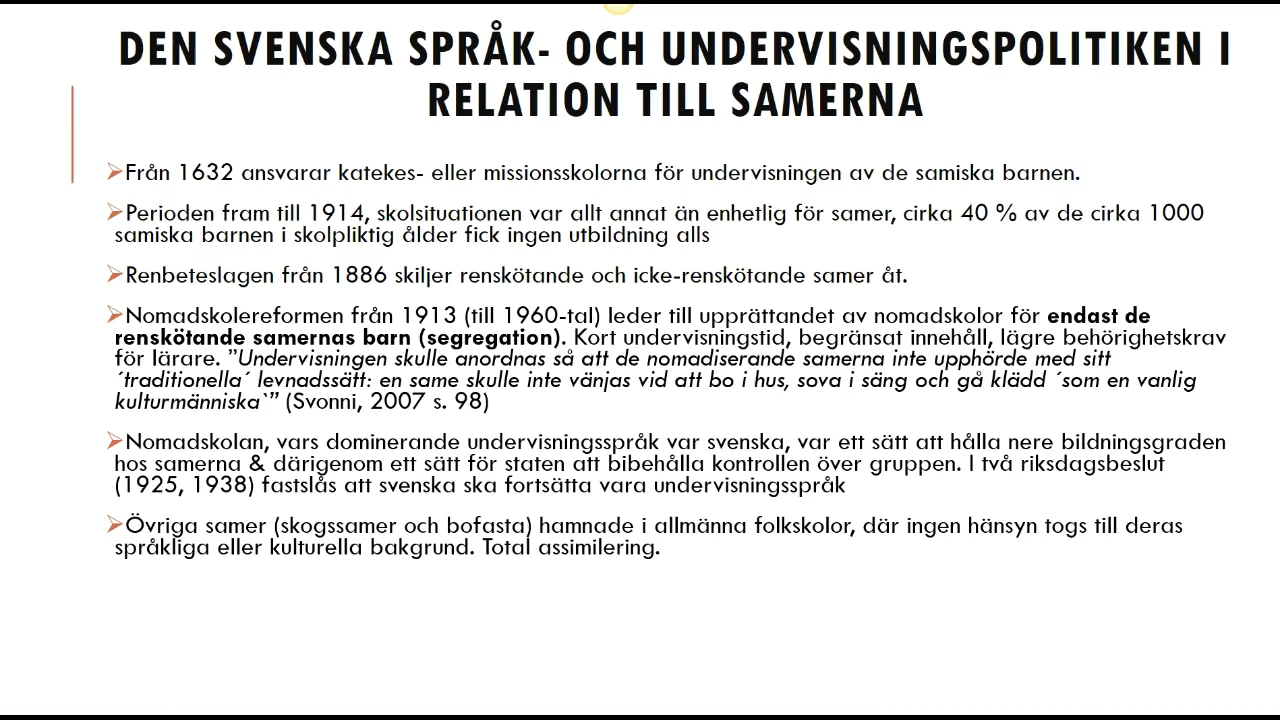 DEN SVENSKA SPRÅK- OCH UNDERVISNINGSPOLITIKEN I
RELATION TILL SAMERNA
➢Från 1632 ansvarar katekes- eller missionsskolorna för undervisningen av de samiska barnen.
➢Perioden fram till 1914, skolsituationen var allt annat än enhetlig för samer, cirka 40 % av de cirka 1000
samiska barnen i skolpliktig ålder fick ingen utbildning alls
➢Renbeteslagen från 1886 skiljer renskötande och icke-renskötande samer åt.
➢Nomadskolereformen från 1913 (till 1960-tal) leder till upprättandet av nomadskolor för endast de
renskötande samernas barn (segregation). Kort undervisningstid, begränsat innehåll, lägre behörighetskrav
för lärare. ”Undervisningen skulle anordnas så att de nomadiserande samerna inte upphörde med sitt
´traditionella´ levnadssätt: en same skulle inte vänjas vid att bo i hus, sova i säng och gå klädd ´som en vanlig
kulturmänniska`” (Svonni, 2007 s. 98)
➢Nomadskolan, vars dominerande undervisningsspråk var svenska, var ett sätt att hålla nere bildningsgraden
hos samerna & därigenom ett sätt för staten att bibehålla kontrollen över gruppen. I två riksdagsbeslut
(1925, 1938) fastslås att svenska ska fortsätta vara undervisningsspråk
➢Övriga samer (skogssamer och bofasta) hamnade i allmänna folkskolor, där ingen hänsyn togs till deras
språkliga eller kulturella bakgrund. Total assimilering.